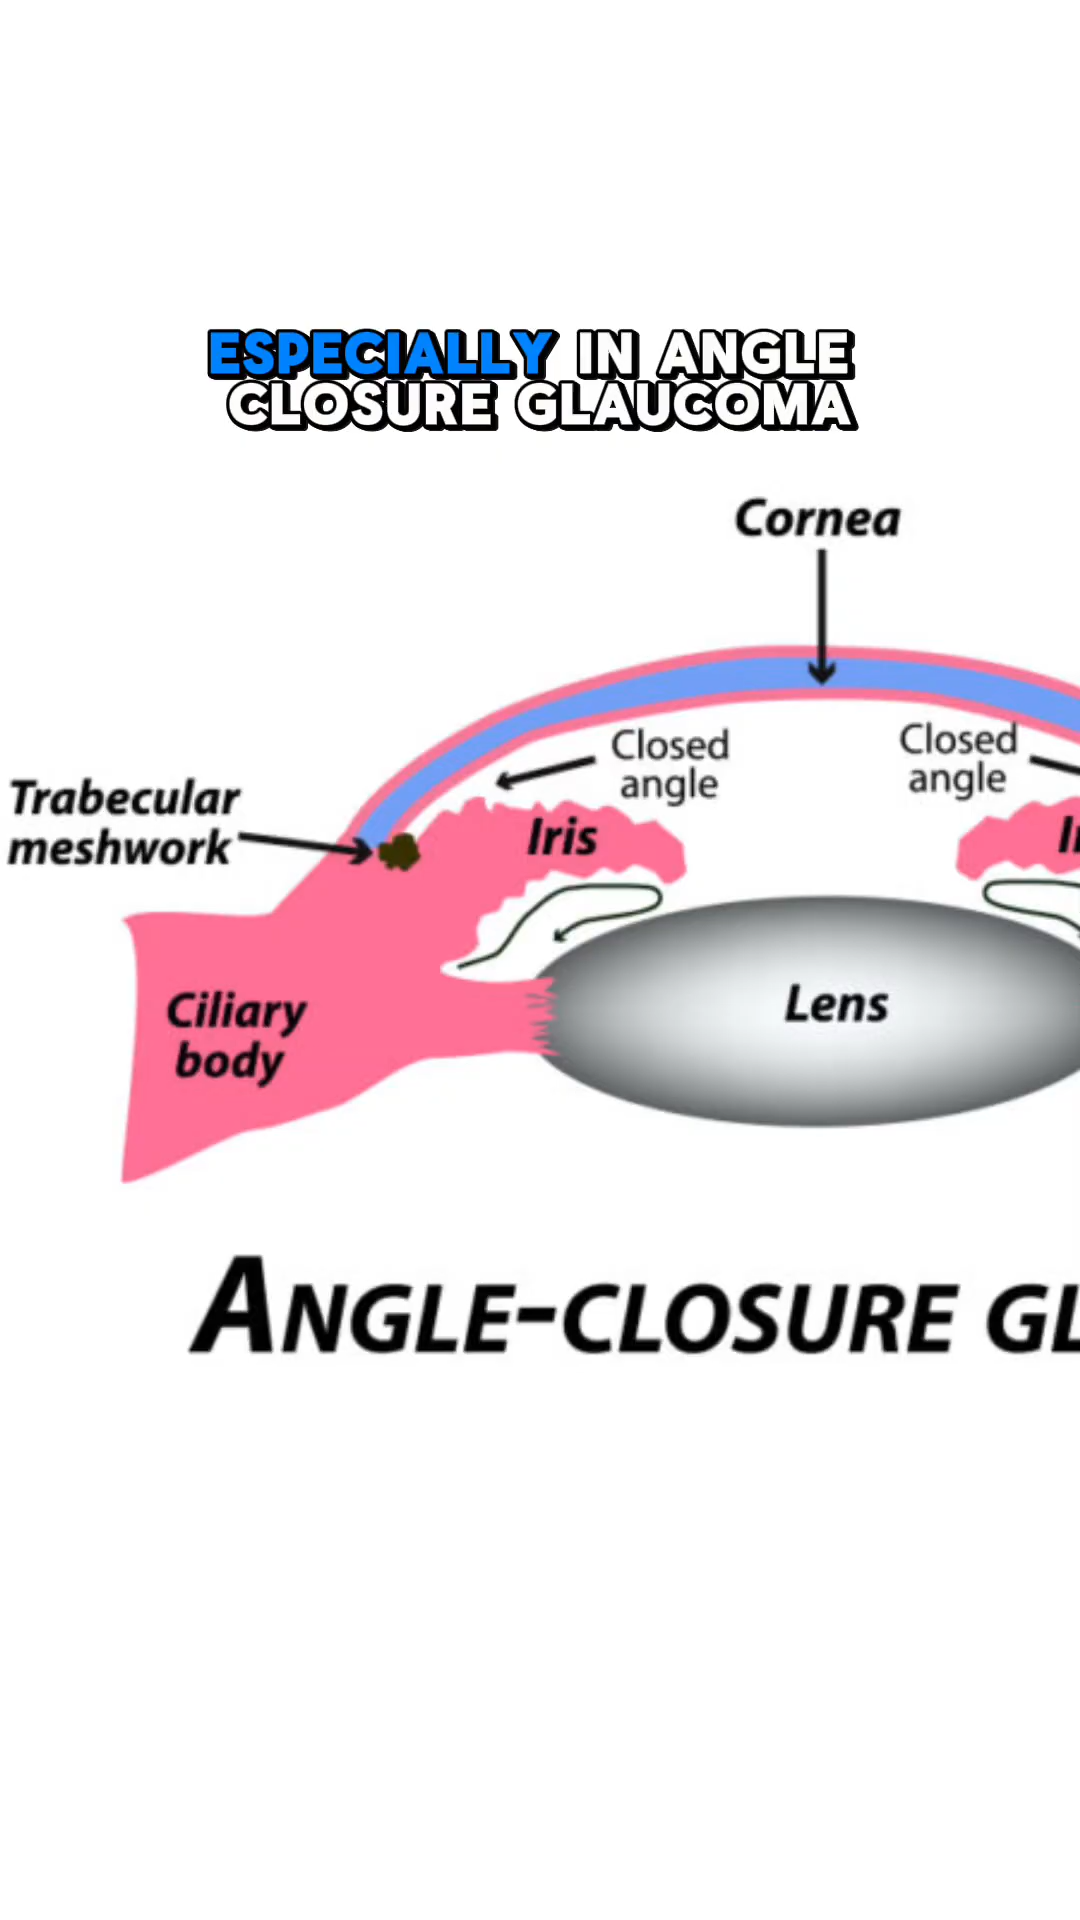 ESPECIALLY IN ANGLE
CLOSURE GLAUCOMA
Cornea
Closed
angle
Closed
angle
Trabecular
meshwork
Iris
Ciliary
body
Lens
ANGLE-CLOSURE GL